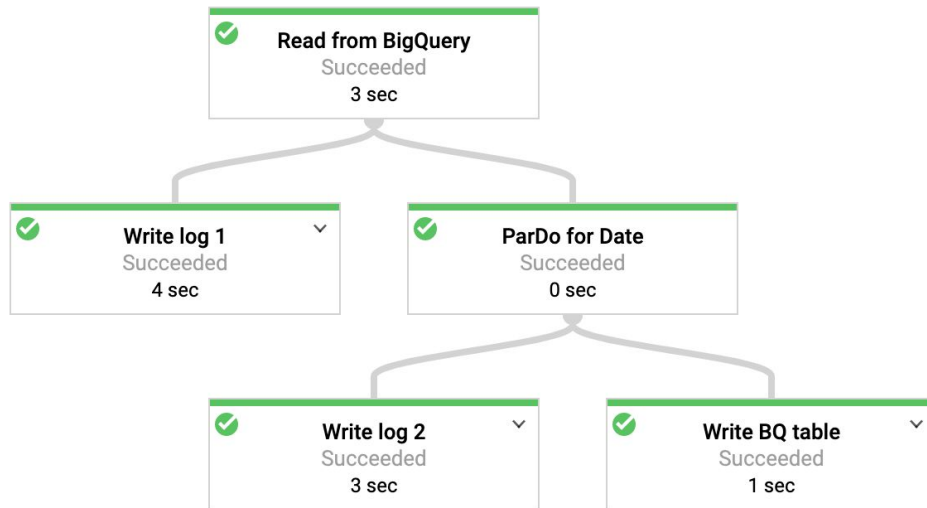 Read from BigQuery
Succeeded
3 sec
Write log 1
Succeeded
4 sec
ParDo for Date
Succeeded
0 sec
Write log 2
Succeeded
3 sec
Write BQ table
Succeeded
1 sec